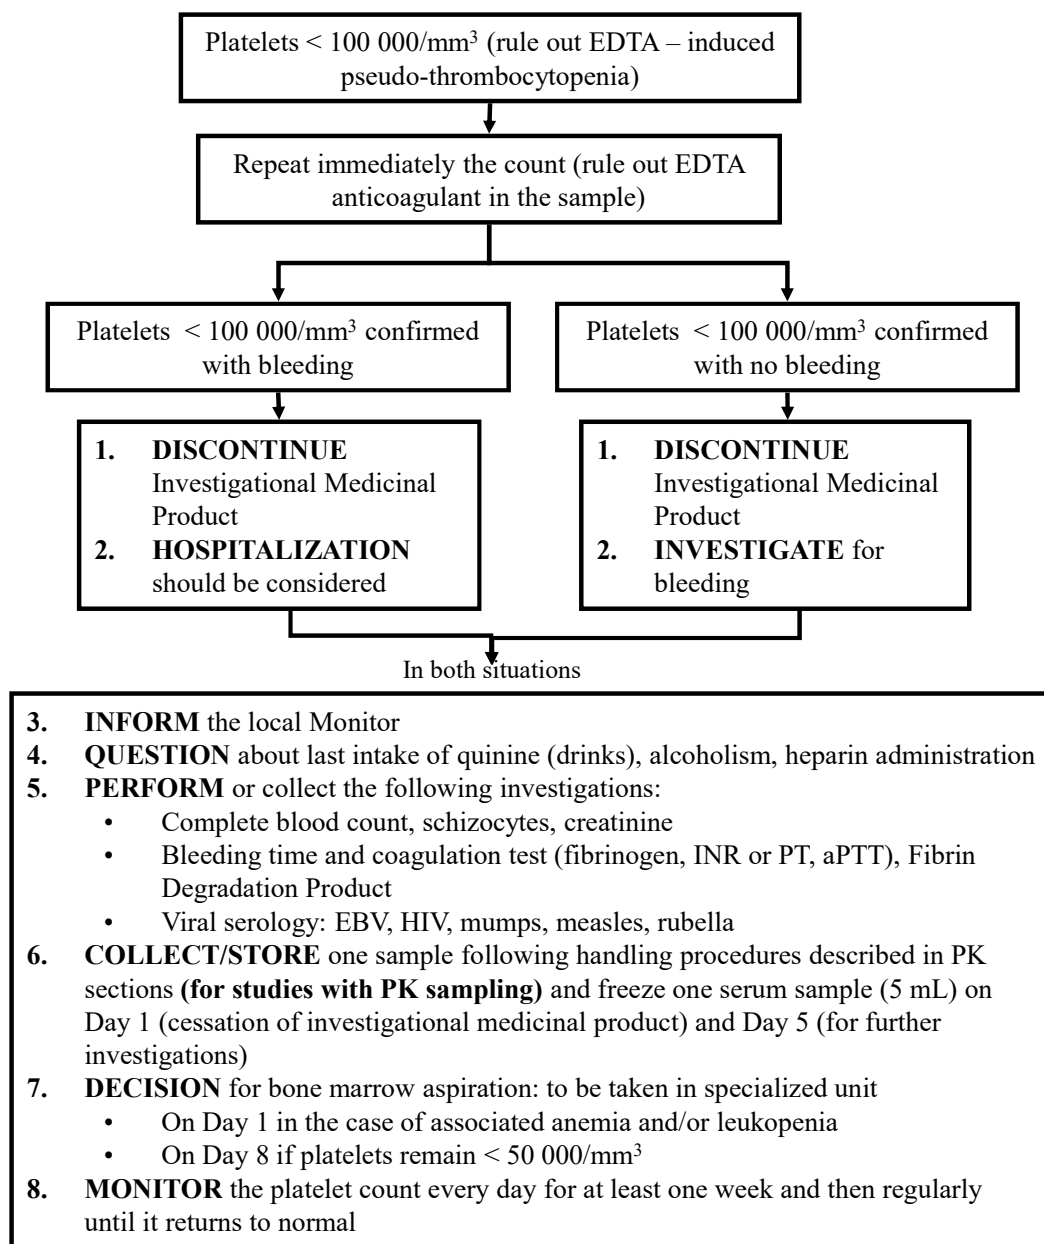 Platelets < 100 000/mm³ (rule out EDTA – induced
pseudo-thrombocytopenia)
Repeat immediately the count (rule out EDTA
anticoagulant in the sample)
Platelets < 100 000/mm³ confirmed
with bleeding
Platelets < 100 000/mm³ confirmed
with no bleeding
1. DISCONTINUE
Investigational Medicinal
Product
2. HOSPITALIZATION
should be considered
1. DISCONTINUE
Investigational Medicinal
Product
2. INVESTIGATE for
bleeding
In both situations
3. INFORM the local Monitor
4. QUESTION about last intake of quinine (drinks), alcoholism, heparin administration
5. PERFORM or collect the following investigations:
• Complete blood count, schizocytes, creatinine
• Bleeding time and coagulation test (fibrinogen, INR or PT, aPTT), Fibrin
Degradation Product
• Viral serology: EBV, HIV, mumps, measles, rubella
6. COLLECT/STORE one sample following handling procedures described in PK
sections (for studies with PK sampling) and freeze one serum sample (5 mL) on
Day 1 (cessation of investigational medicinal product) and Day 5 (for further
investigations)
7. DECISION for bone marrow aspiration: to be taken in specialized unit
• On Day 1 in the case of associated anemia and/or leukopenia
• On Day 8 if platelets remain < 50 000/mm³
8. MONITOR the platelet count every day for at least one week and then regularly
until it returns to normal